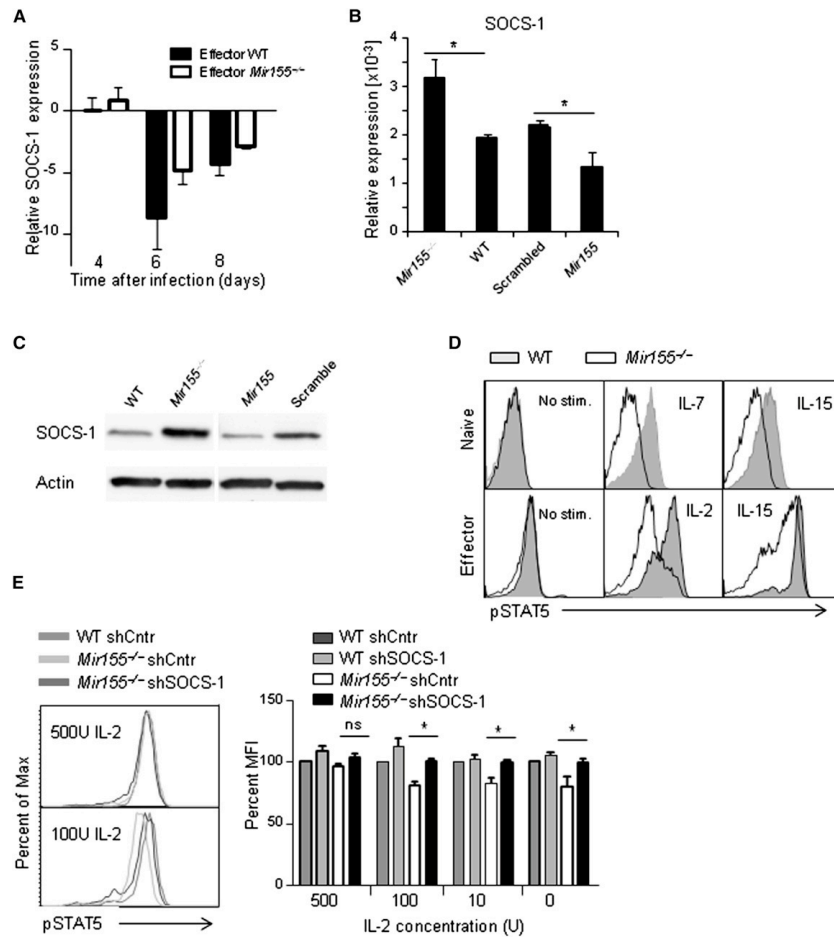 A
Effector WT
Effector Mir155-/-
Relative SOCS-1 expression
5
0
-5
-10
4 6 8
Time after infection (days)
B
SOCS-1
Relative expression [x10-3]
4
3
2
1
0
*
*
Mir155-/-
WT
Scrambled
Mir155
C
WT
Mir155-/-
Mir155
Scramble
SOCS-1
Actin
D
WT Mir155-/-
Naive
No stim.
IL-7
IL-15
Effector
No stim.
IL-2
IL-15
pSTAT5
E
WT shCntr
Mir155-/- shCntr
Mir155-/- shSOCS-1
Percent of Max
500U IL-2
100U IL-2
pSTAT5
WT shCntr
WT shSOCS-1
Mir155-/- shCntr
Mir155-/- shSOCS-1
Percent MFI
150
100
50
0
ns
*
*
*
500 100 10 0
IL-2 concentration (U)